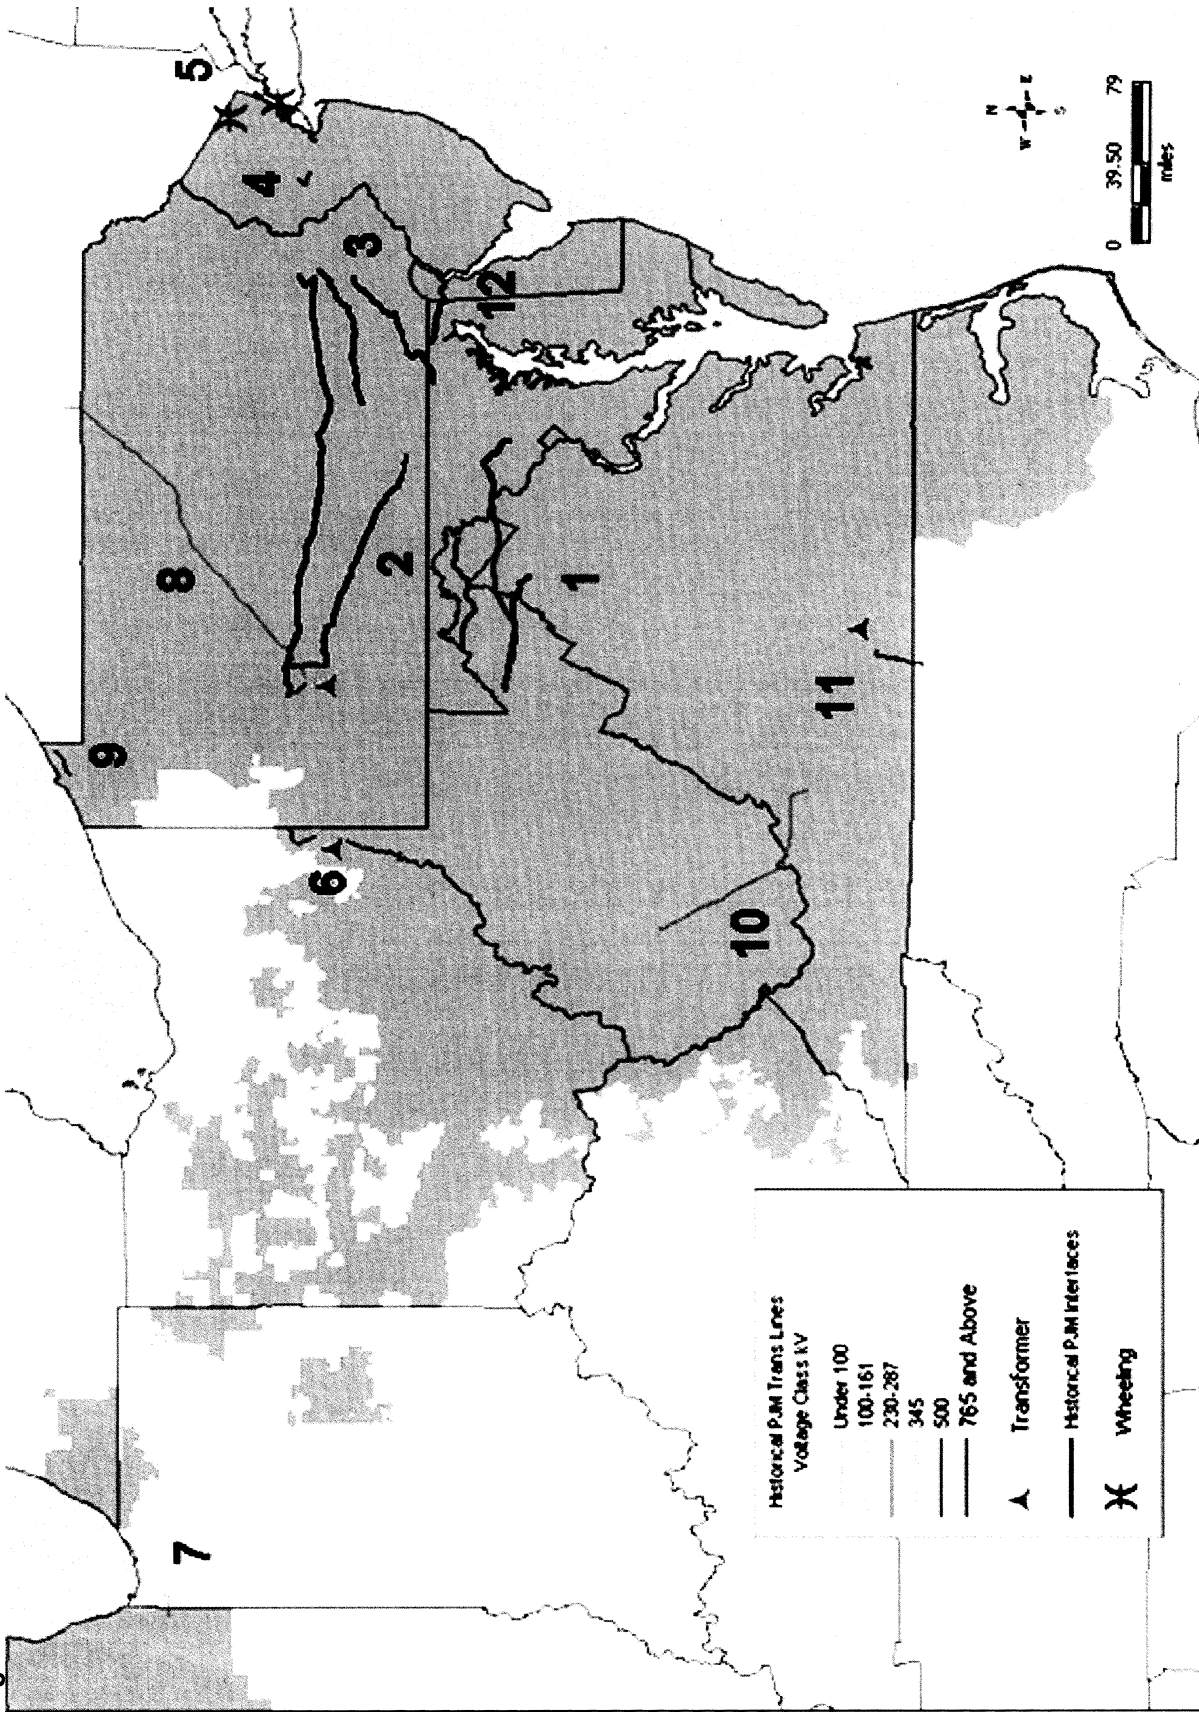 5
4
3
12
8
2
9
1
6
11
10
7
N
W
E
S
0 39.50 79
miles
Historical PJM Trans Lines
Voltage Class kV
Under 100
100-161
230-287
345
500
765 and Above
Transformer
Historical PJM Interfaces
Wheeling